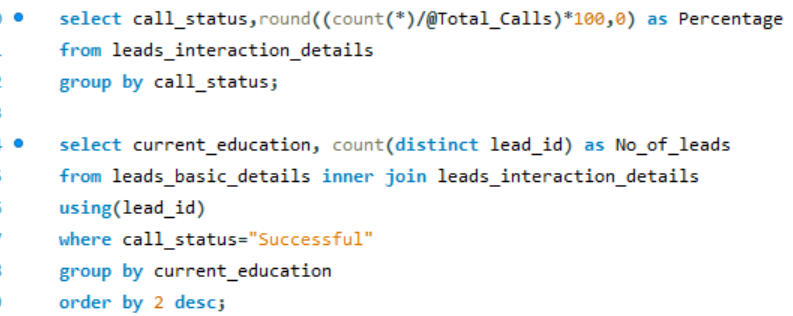 select call_status,round((count(*)/@Total_Calls)*100,0) as Percentage
from leads_interaction_details
group by call_status;
select current_education, count(distinct lead_id) as No_of_leads
from leads_basic_details inner join leads_interaction_details
using(lead_id)
where call_status="Successful"
group by current_education
order by 2 desc;